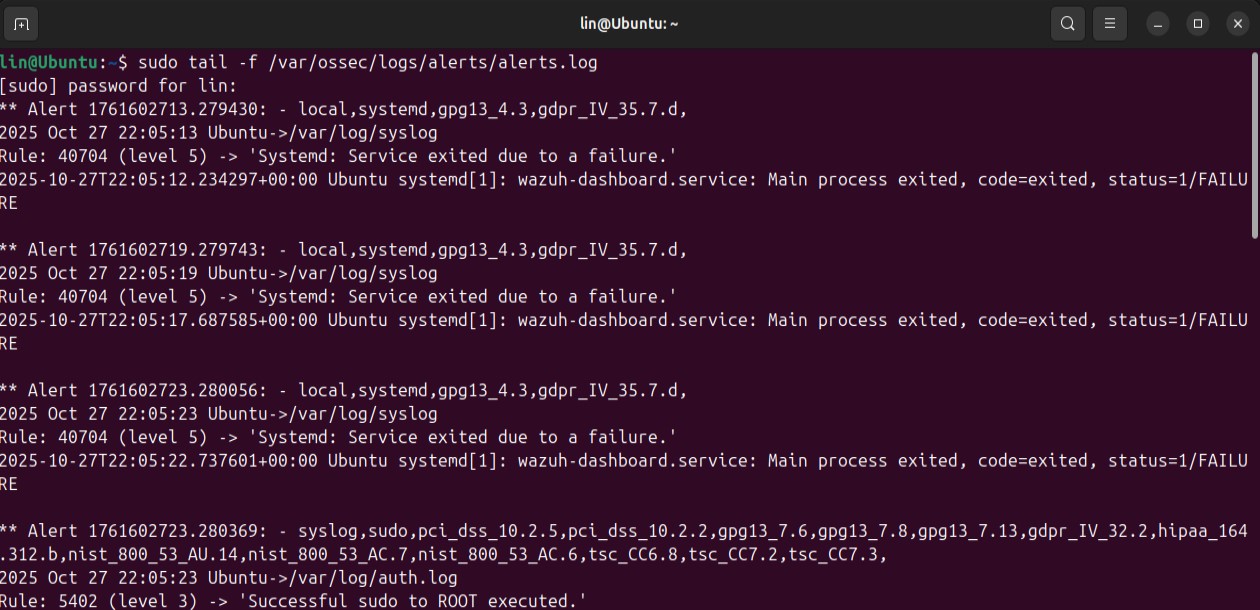 lin@Ubuntu: ~
lin@Ubuntu:~$ sudo tail -f /var/ossec/logs/alerts/alerts.log
[sudo] password for lin:
** Alert 1761602713.279430: - local,systemd,gpg13_4.3,gdpr_IV_35.7.d,
2025 Oct 27 22:05:13 Ubuntu->/var/log/syslog
Rule: 40704 (level 5) -> 'Systemd: Service exited due to a failure.'
2025-10-27T22:05:12.234297+00:00 Ubuntu systemd[1]: wazuh-dashboard.service: Main process exited, code=exited, status=1/FAILU
RE

** Alert 1761602719.279743: - local,systemd,gpg13_4.3,gdpr_IV_35.7.d,
2025 Oct 27 22:05:19 Ubuntu->/var/log/syslog
Rule: 40704 (level 5) -> 'Systemd: Service exited due to a failure.'
2025-10-27T22:05:17.687585+00:00 Ubuntu systemd[1]: wazuh-dashboard.service: Main process exited, code=exited, status=1/FAILU
RE

** Alert 1761602723.280056: - local,systemd,gpg13_4.3,gdpr_IV_35.7.d,
2025 Oct 27 22:05:23 Ubuntu->/var/log/syslog
Rule: 40704 (level 5) -> 'Systemd: Service exited due to a failure.'
2025-10-27T22:05:22.737601+00:00 Ubuntu systemd[1]: wazuh-dashboard.service: Main process exited, code=exited, status=1/FAILU
RE

** Alert 1761602723.280369: - syslog,sudo,pci_dss_10.2.5,pci_dss_10.2.2,gpg13_7.6,gpg13_7.8,gpg13_7.13,gdpr_IV_32.2,hipaa_164
.312.b,nist_800_53_AU.14,nist_800_53_AC.7,nist_800_53_AC.6,tsc_CC6.8,tsc_CC7.2,tsc_CC7.3,
2025 Oct 27 22:05:23 Ubuntu->/var/log/auth.log
Rule: 5402 (level 3) -> 'Successful sudo to ROOT executed.'